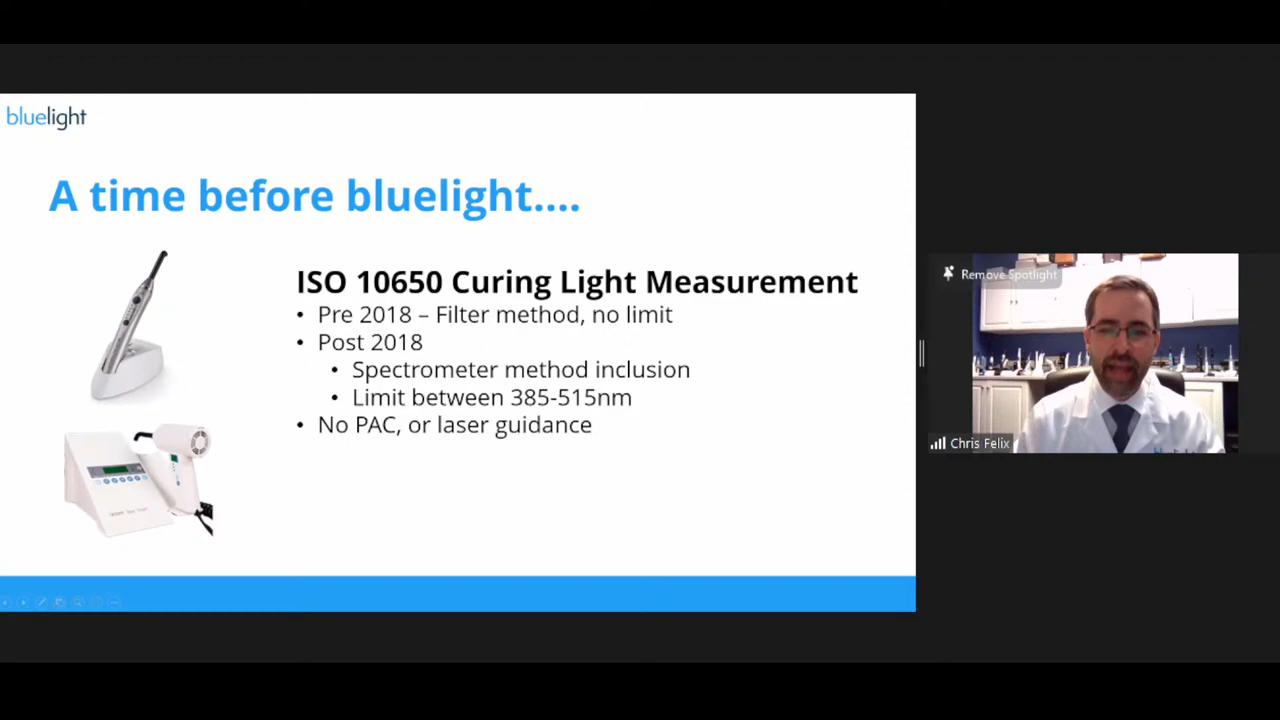 bluelight
A time before bluelight....
ISO 10650 Curing Light Measurement
• Pre 2018 – Filter method, no limit
• Post 2018
• Spectrometer method inclusion
• Limit between 385-515nm
• No PAC, or laser guidance
Remove Spotlight
Chris Felix